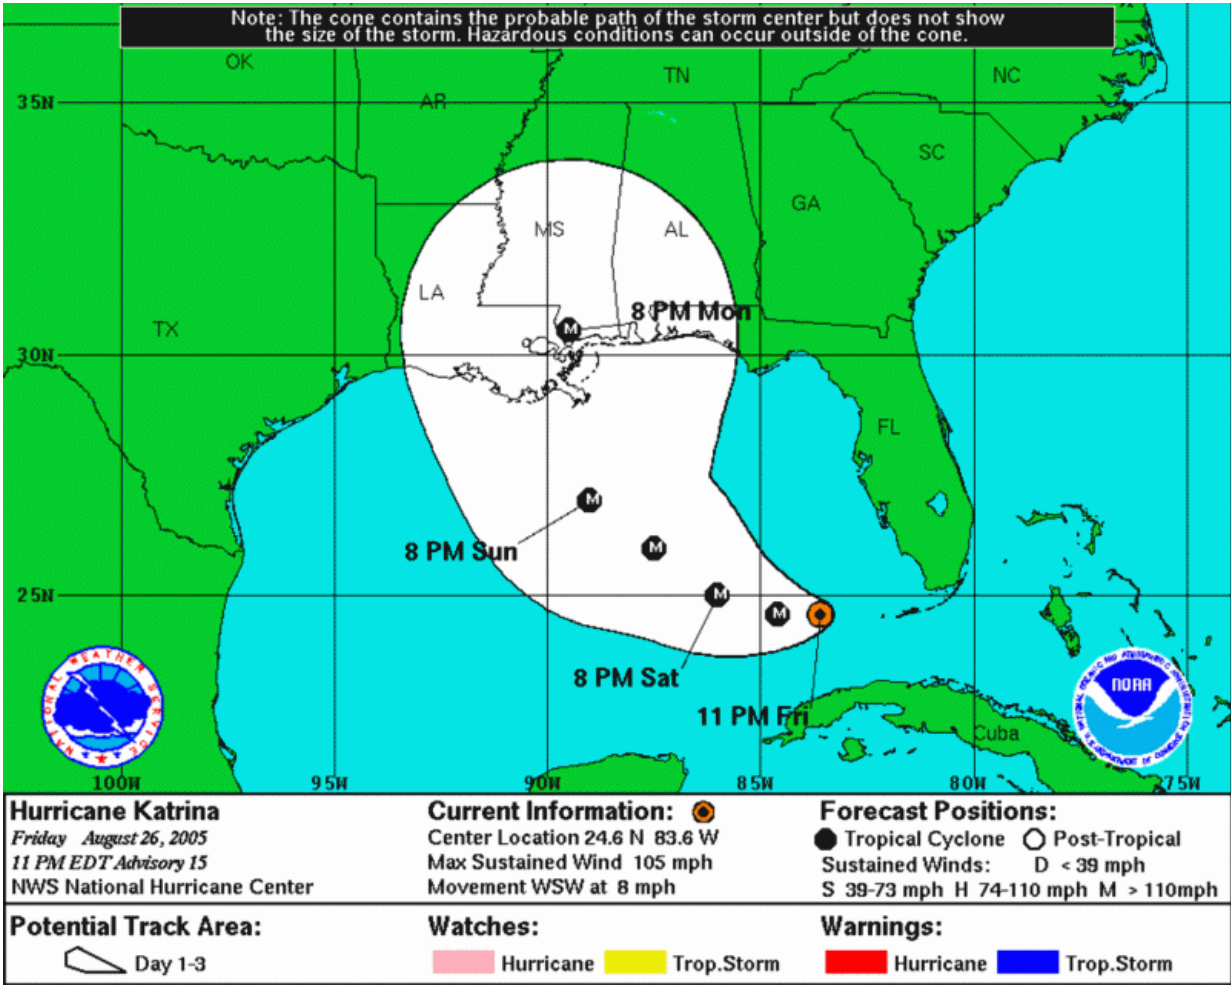 Note: The cone contains the probable path of the storm center but does not show
the size of the storm. Hazardous conditions can occur outside of the cone.
OK
TN
NC
AR
35N
SC
GA
MS
AL
LA
TX
8 PM Mon
30N
FL
8 PM Sun
M
M
M
M
M
25N
8 PM Sat
11 PM Fri
Cuba
NATIONAL WEATHER SERVICE
NOAA
100W 95W 90W 85W 80W 75W
Hurricane Katrina
Friday August 26, 2005
11 PM EDT Advisory 15
NWS National Hurricane Center
Current Information:
Center Location 24.6 N 83.6 W
Max Sustained Wind 105 mph
Movement WSW at 8 mph
Forecast Positions:
Tropical Cyclone Post-Tropical
Sustained Winds: D < 39 mph
S 39-73 mph H 74-110 mph M > 110mph
Potential Track Area:
Day 1-3
Watches:
Hurricane Trop.Storm
Warnings:
Hurricane Trop.Storm